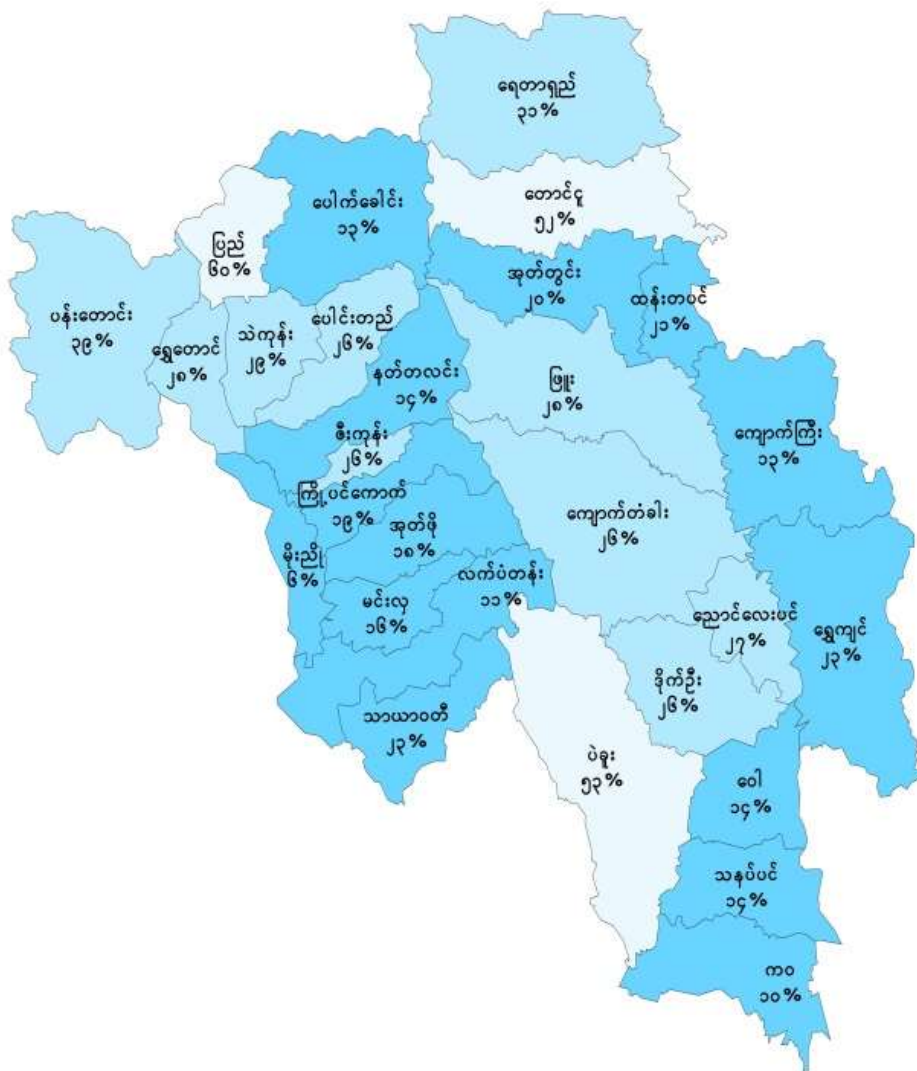 ရေတာရှည်
၃၁%
တောင်ငူ
၅၂%
ပေါက်ခေါင်း
၁၃%
ပြည်
၆၀%
အုတ်တွင်း
၂၀%
ထန်းတပင်
၂၁%
ပန်းတောင်း
၃၉%
ရွှေတောင်
၂၈%
သဲကုန်း
၂၉%
ပေါင်းတည်
၂၆%
နတ်တလင်း
၁၄%
ဖြူး
၂၈%
ကျောက်ကြီး
၁၃%
ဇီးကုန်း
၂၆%
ကြို့ပင်ကောက်
၁၉%
အုတ်ဖို
၁၈%
ကျောက်တံခါး
၂၆%
မိုးညို
၆%
မင်းလှ
၁၆%
လက်ပံတန်း
၁၁%
ညောင်လေးပင်
၂၇%
ရွှေကျင်
၂၃%
ဒိုက်ဦး
၂၆%
သာယာဝတီ
၂၃%
ပဲခူး
၅၃%
ဝေါ
၁၄%
သနပ်ပင်
၁၄%
ကဝ
၁၀%